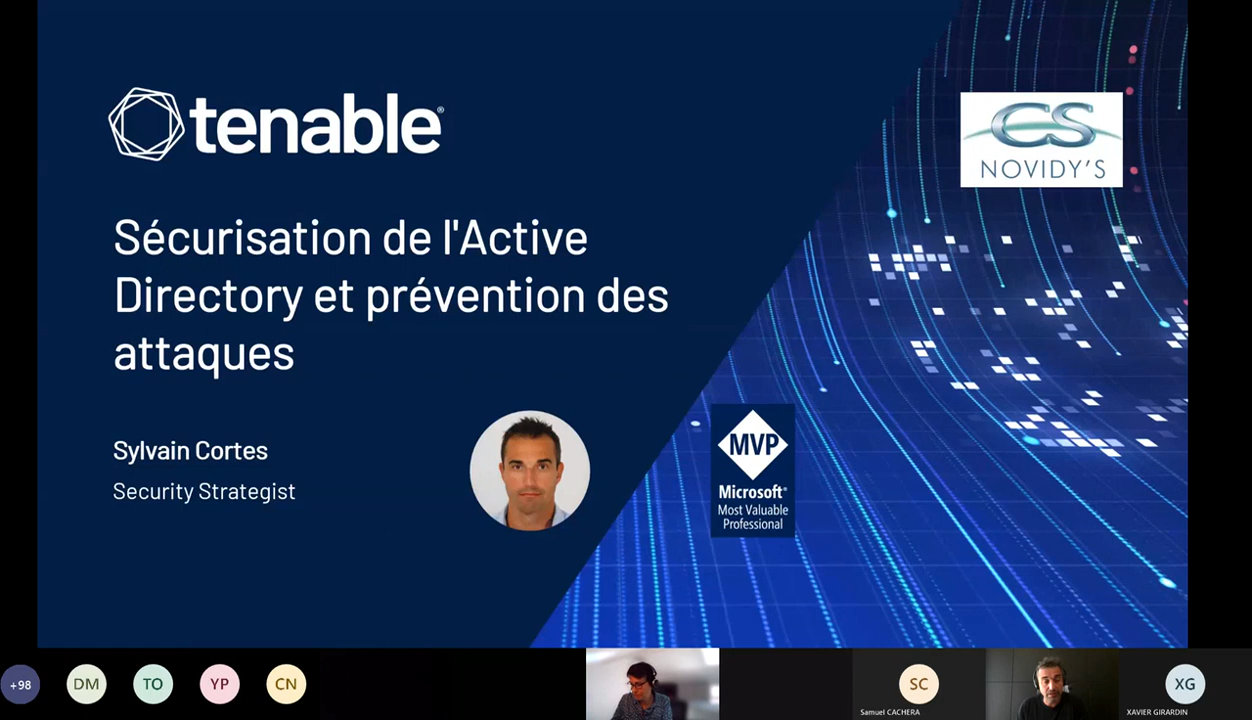 tenable®
CS
NOVIDY'S
Sécurisation de l'Active
Directory et prévention des
attaques
Sylvain Cortes
Security Strategist
MVP
Microsoft®
Most Valuable
Professional
+98
DM
TO
YP
CN
SC
Samuel CACHERA
XG
XAVIER GIRARDIN